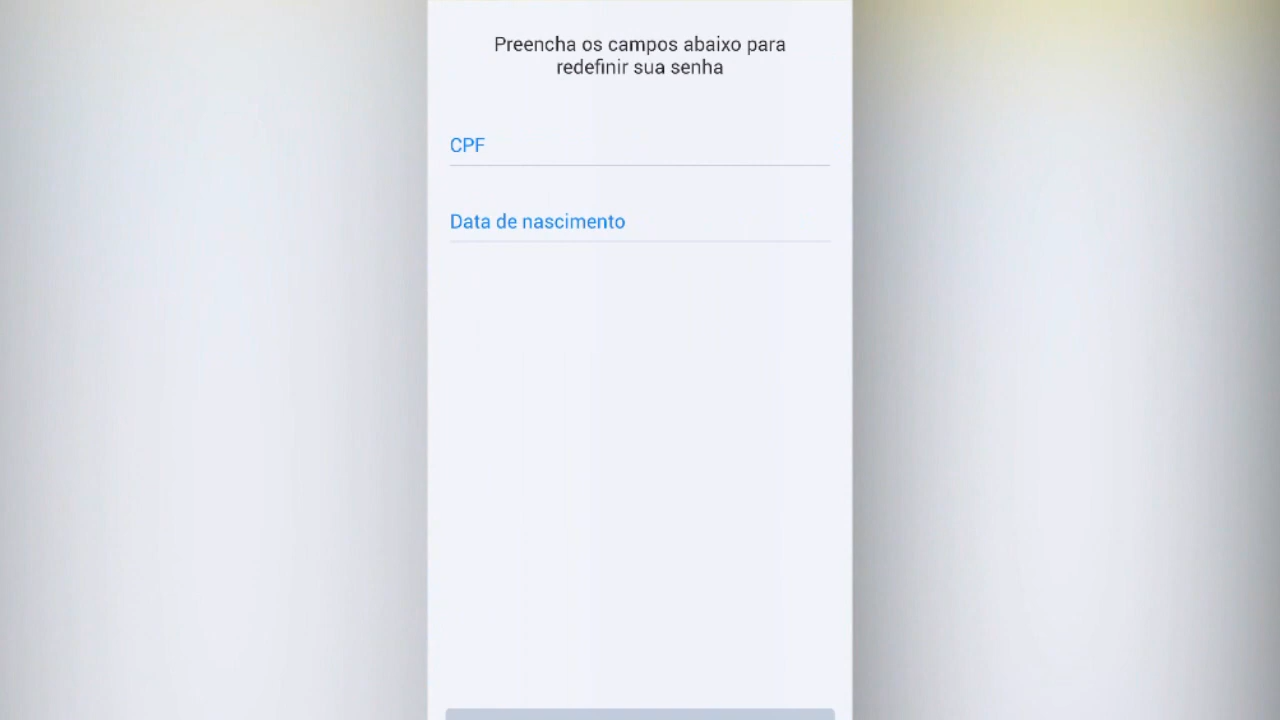 Preencha os campos abaixo para
redefinir sua senha
CPF
Data de nascimento